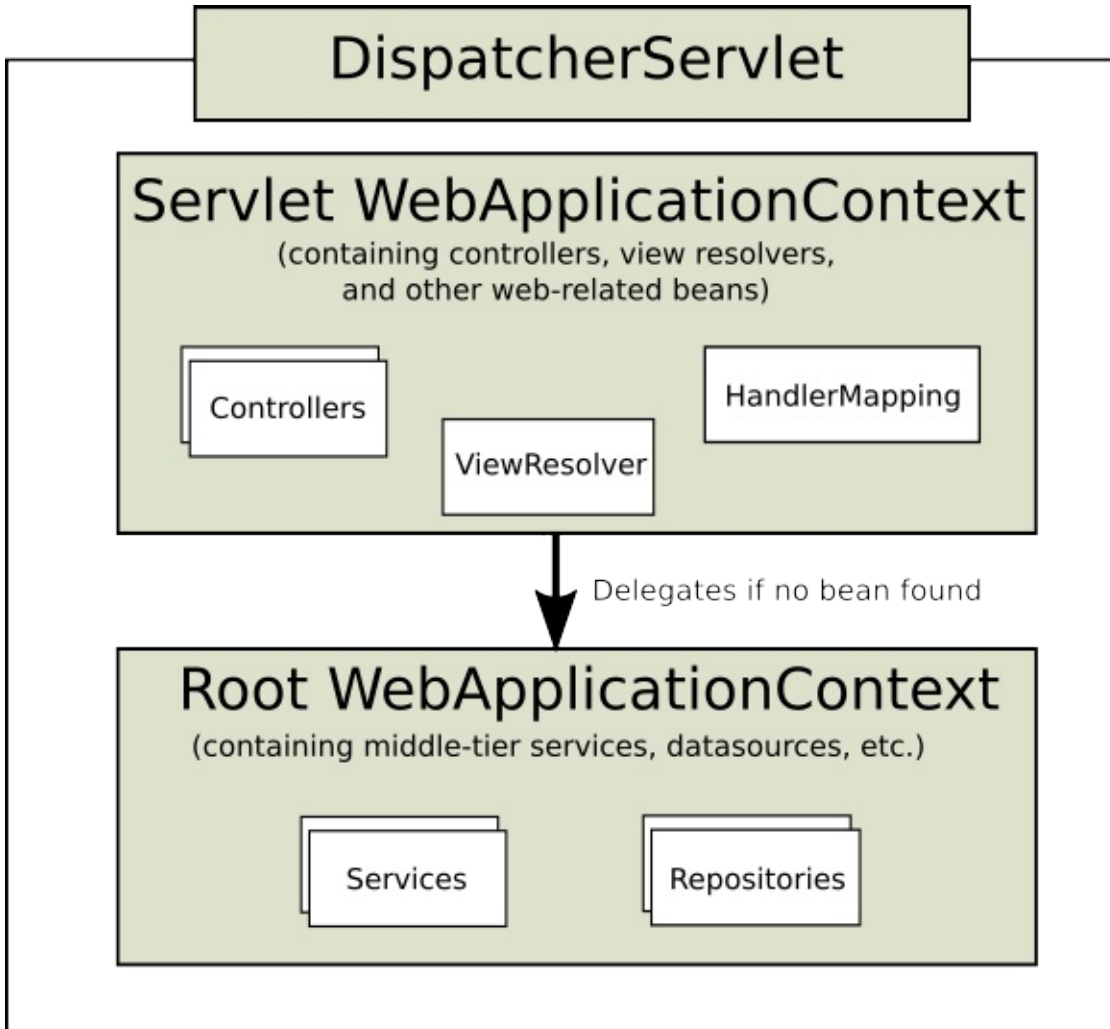 DispatcherServlet
Servlet WebApplicationContext
(containing controllers, view resolvers,
and other web-related beans)
Controllers
HandlerMapping
ViewResolver
Delegates if no bean found
Root WebApplicationContext
(containing middle-tier services, datasources, etc.)
Services
Repositories